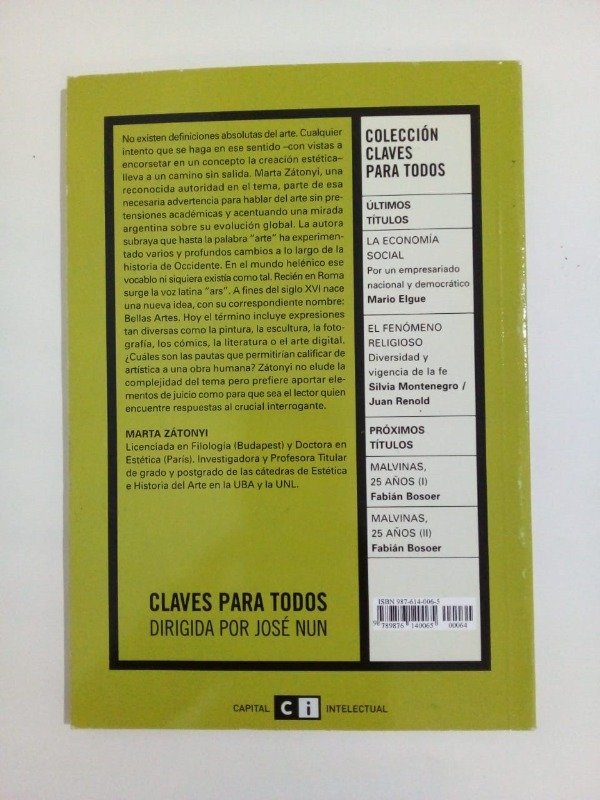 No existen definiciones absolutas del arte. Cualquier
intento que se haga en ese sentido –con vistas a
encorsetar en un concepto la creación estética–
lleva a un camino sin salida. Marta Zátonyi, una
reconocida autoridad en el tema, parte de esa
necesaria advertencia para hablar del arte sin pre-
tensiones académicas y acentuando una mirada
argentina sobre su evolución global. La autora
subraya que hasta la palabra "arte" ha experimen-
tado varios y profundos cambios a lo largo de la
historia de Occidente. En el mundo helénico ese
vocablo ni siquiera existía como tal. Recién en Roma
surge la voz latina "ars". A fines del siglo XVI nace
una nueva idea, con su correspondiente nombre:
Bellas Artes. Hoy el término incluye expresiones
tan diversas como la pintura, la escultura, la foto-
grafía, los cómics, la literatura o el arte digital.
¿Cuáles son las pautas que permitirían calificar de
artística a una obra humana? Zátonyi no elude la
complejidad del tema pero prefiere aportar ele-
mentos de juicio como para que sea el lector quien
encuentre respuestas al crucial interrogante.
MARTA ZÁTONYI
Licenciada en Filología (Budapest) y Doctora en
Estética (París). Investigadora y Profesora Titular
de grado y postgrado de las cátedras de Estética
e Historia del Arte en la UBA y la UNL.
CLAVES PARA TODOS
DIRIGIDA POR JOSÉ NUN
COLECCIÓN
CLAVES
PARA TODOS
ÚLTIMOS
TÍTULOS
LA ECONOMÍA
SOCIAL
Por un empresariado
nacional y democrático
Mario Elgue
EL FENÓMENO
RELIGIOSO
Diversidad y
vigencia de la fe
Silvia Montenegro /
Juan Renold
PRÓXIMOS
TÍTULOS
MALVINAS,
25 AÑOS (I)
Fabián Bosoer
MALVINAS,
25 AÑOS (II)
Fabián Bosoer
ISBN 987-614-006-5
9 789876 140065 00064
CAPITAL Ci INTELECTUAL